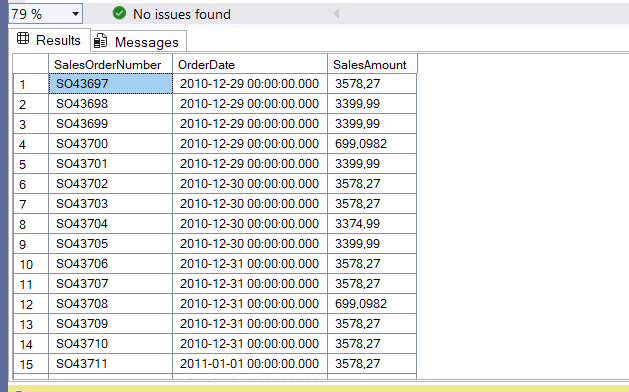 79 % No issues found
Results Messages
SalesOrderNumber OrderDate SalesAmount
1 SO43697 2010-12-29 00:00:00.000 3578,27
2 SO43698 2010-12-29 00:00:00.000 3399,99
3 SO43699 2010-12-29 00:00:00.000 3399,99
4 SO43700 2010-12-29 00:00:00.000 699,0982
5 SO43701 2010-12-29 00:00:00.000 3399,99
6 SO43702 2010-12-30 00:00:00.000 3578,27
7 SO43703 2010-12-30 00:00:00.000 3578,27
8 SO43704 2010-12-30 00:00:00.000 3374,99
9 SO43705 2010-12-30 00:00:00.000 3399,99
10 SO43706 2010-12-31 00:00:00.000 3578,27
11 SO43707 2010-12-31 00:00:00.000 3578,27
12 SO43708 2010-12-31 00:00:00.000 699,0982
13 SO43709 2010-12-31 00:00:00.000 3578,27
14 SO43710 2010-12-31 00:00:00.000 3578,27
15 SO43711 2011-01-01 00:00:00.000 3578,27